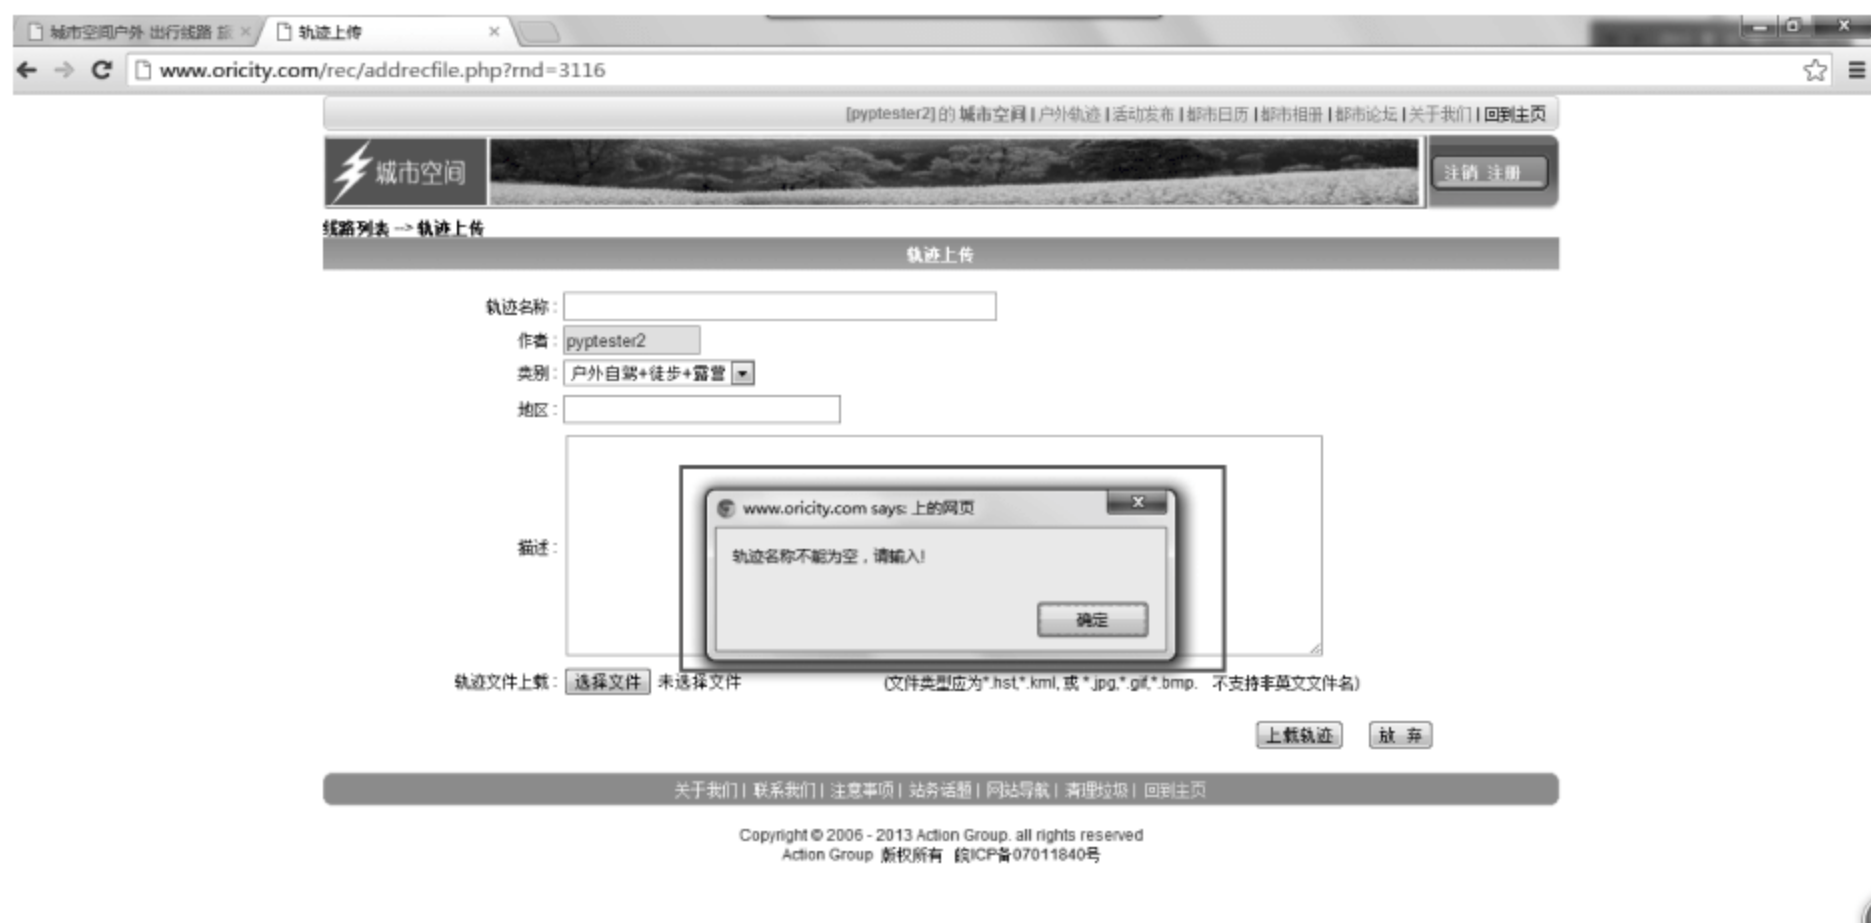 城市空间户外 出行线路 旅
轨迹上传
www.oricity.com/rec/addrecfile.php?rnd=3116
[pyptester2]的 城市空间 | 户外轨迹 | 活动发布 | 都市日历 | 都市相册 | 都市论坛 | 关于我们 | 回到主页
城市空间
注销 注册
线路列表 --> 轨迹上传
轨迹上传
轨迹名称:
作者: pyptester2
类别: 户外自驾+徒步+露营
地区:
www.oricity.com says: 上的网页
轨迹名称不能为空，请输入!
描述:
确定
轨迹文件上载: 选择文件 未选择文件 (文件类型应为*.hst,*.kml, 或 *.jpg,*.gif,*.bmp. 不支持非英文文件名)
上载轨迹 放 弃
关于我们 | 联系我们 | 注意事项 | 站务话题 | 网站导航 | 清理垃圾 | 回到主页
Copyright © 2006 - 2013 Action Group. all rights reserved
Action Group 版权所有 皖ICP备07011840号